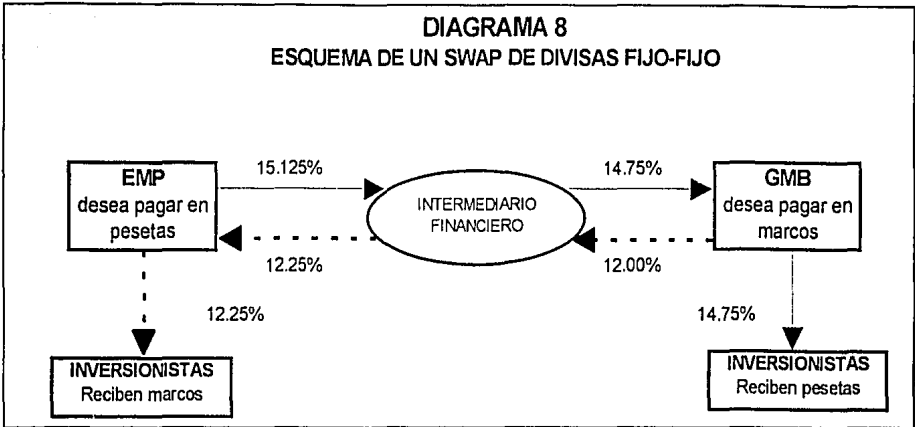 DIAGRAMA 8
ESQUEMA DE UN SWAP DE DIVISAS FIJO-FIJO
EMP
desea pagar en
pesetas
15.125%
INTERMEDIARIO
FINANCIERO
14.75%
GMB
desea pagar en
marcos
12.25%
12.00%
12.25%
14.75%
INVERSIONISTAS
Reciben marcos
INVERSIONISTAS
Reciben pesetas